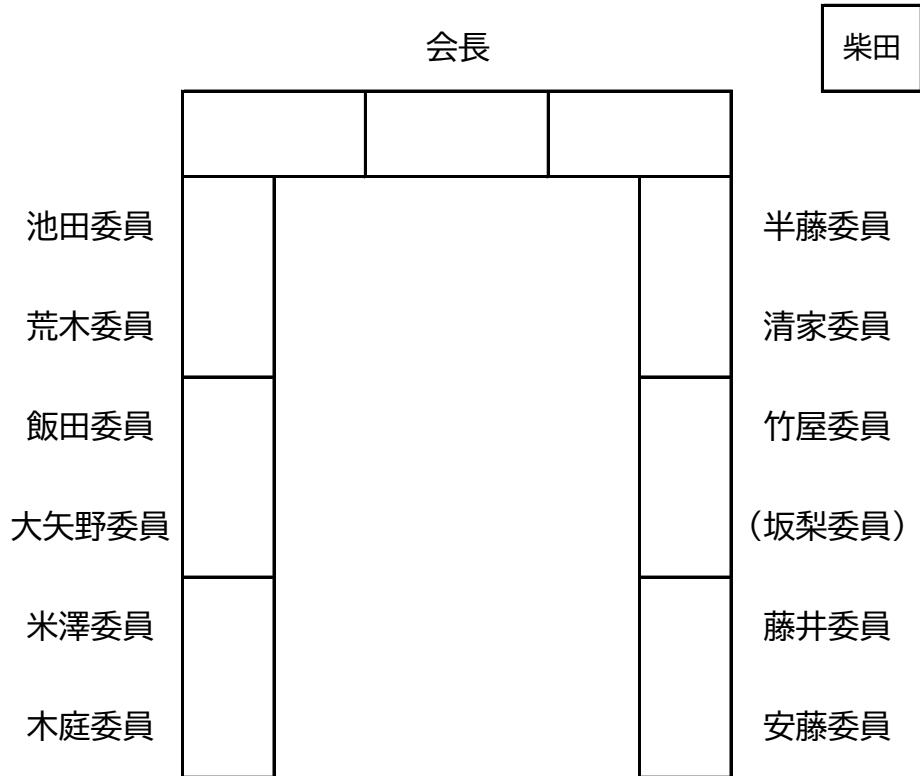 会長
柴田
池田委員
半藤委員
荒木委員
清家委員
飯田委員
竹屋委員
大矢野委員
（坂梨委員）
米澤委員
藤井委員
木庭委員
安藤委員